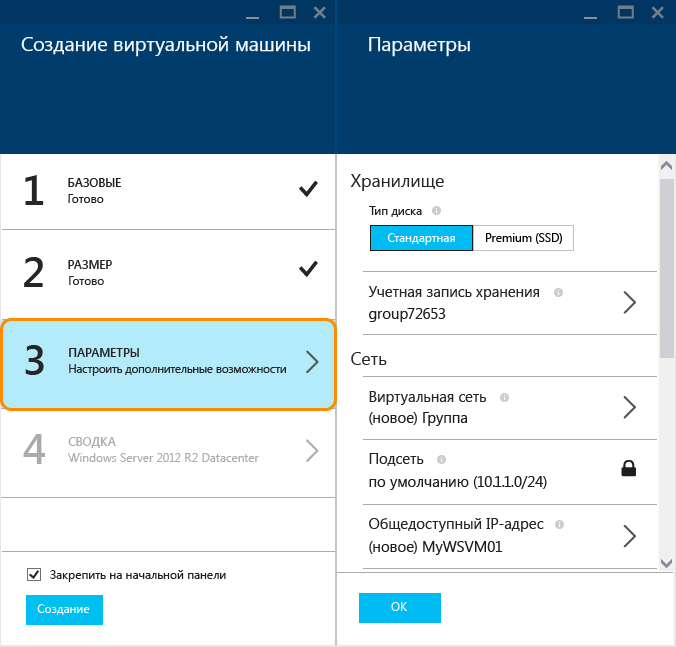 Создание виртуальной машины
1
БАЗОВЫЕ
Готово
2
РАЗМЕР
Готово
3
ПАРАМЕТРЫ
Настроить дополнительные возможности
4
СВОДКА
Windows Server 2012 R2 Datacenter
Закрепить на начальной панели
Создание
Параметры
Хранилище
Тип диска
Стандартная
Premium (SSD)
Учетная запись хранения
group72653
Сеть
Виртуальная сеть
(новое) Группа
Подсеть
по умолчанию (10.1.1.0/24)
Общедоступный IP-адрес
(новое) MyWSVM01
ОК